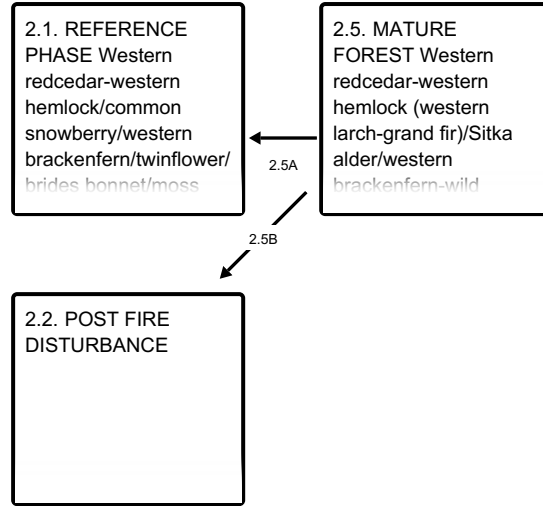 2.1. REFERENCE
PHASE Western
redcedar-western
hemlock/common
snowberry/western
brackenfern/twinflower/
brides bonnet/moss
2.5. MATURE
FOREST Western
redcedar-western
hemlock (western
larch-grand fir)/Sitka
alder/western
brackenfern-wild
2.5A
2.5B
2.2. POST FIRE
DISTURBANCE